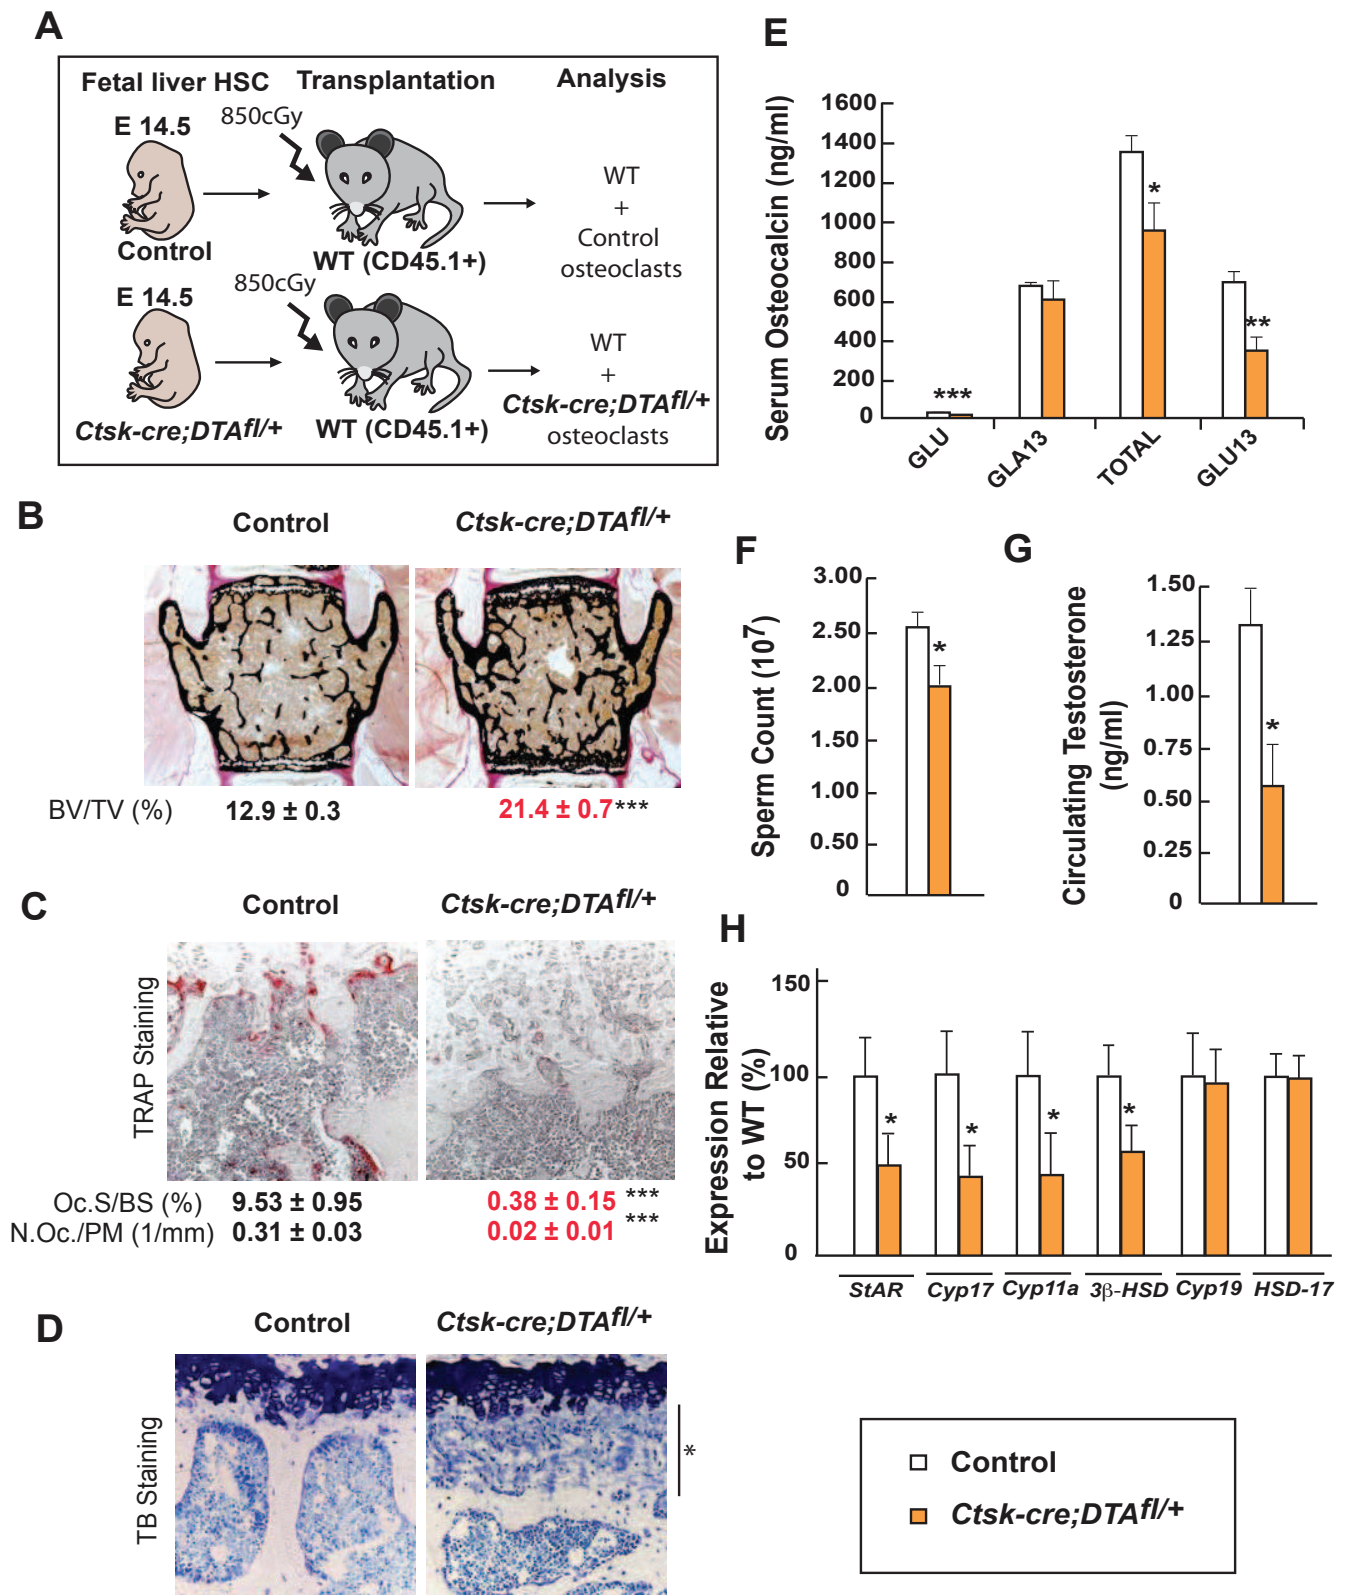 A
Fetal liver HSC Transplantation Analysis
E 14.5
850cGy
Control
WT (CD45.1+)
WT
+
Control
osteoclasts
E 14.5
850cGy
Ctsk-cre;DTAfl/+
WT (CD45.1+)
WT
+
Ctsk-cre;DTAfl/+
osteoclasts
B
Control Ctsk-cre;DTAfl/+
BV/TV (%) 12.9 ± 0.3 21.4 ± 0.7***
C
Control Ctsk-cre;DTAfl/+
TRAP Staining
Oc.S/BS (%) 9.53 ± 0.95 0.38 ± 0.15 ***
N.Oc./PM (1/mm) 0.31 ± 0.03 0.02 ± 0.01 ***
D
Control Ctsk-cre;DTAfl/+
TB Staining
*
E
Serum Osteocalcin (ng/ml)
1600
1400
1200
1000
800
600
400
200
0
***
*
**
GLU GLA13 TOTAL GLU13
F
Sperm Count (107)
3.00
2.50
2.00
1.50
1.00
0.50
0
*
G
Circulating Testosterone
(ng/ml)
1.50
1.25
1.00
0.75
0.50
0.25
0
*
H
Expression Relative
to WT (%)
150
100
50
0
* * * *
StAR Cyp17 Cyp11a 3β-HSD Cyp19 HSD-17
Control
Ctsk-cre;DTAfl/+